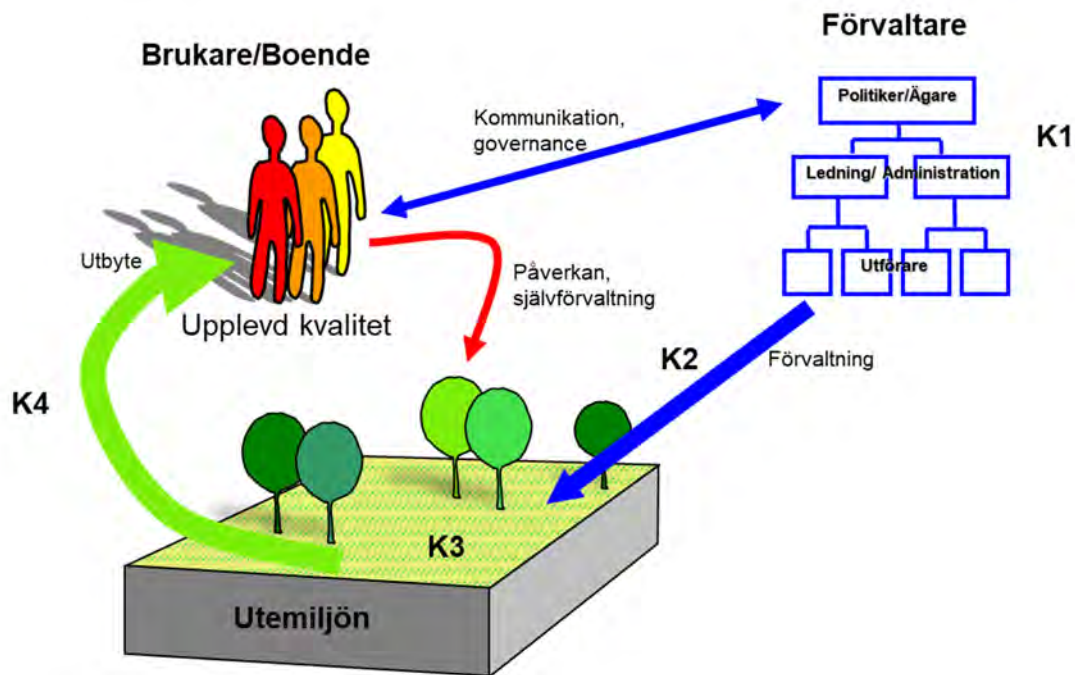 Förvaltare
Brukare/Boende
Politiker/Ägare
Kommunikation,
governance
K1
Ledning/ Administration
Utbyte
Påverkan,
självförvaltning
Utförare
Upplevd kvalitet
K2
Förvaltning
K4
K3
Utemiljön